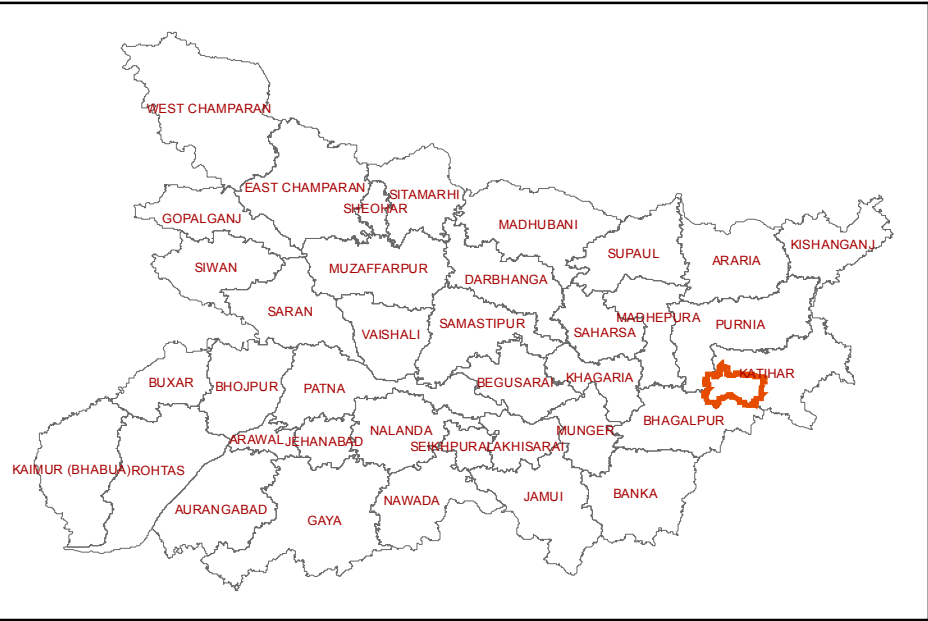 WEST CHAMPARAN
EAST CHAMPARAN
SITAMARHI
SHEOHAR
GOPALGANJ
MADHUBANI
KISHANGANJ
SUPAUL
ARARIA
SIWAN
MUZAFFARPUR
DARBHANGA
SARAN
MADHEPURA
SAMASTIPUR
PURNIA
VAISHALI
SAHARSA
KATIHAR
KHAGARIA
BUXAR
BHOJPUR
PATNA
BEGUSARAI
BHAGALPUR
NALANDA
MUNGER
ARAWAL
JEHANABAD
SEIKHPURA
LAKHISARAI
KAIMUR (BHABUA)
ROHTAS
BANKA
JAMUI
NAWADA
AURANGABAD
GAYA